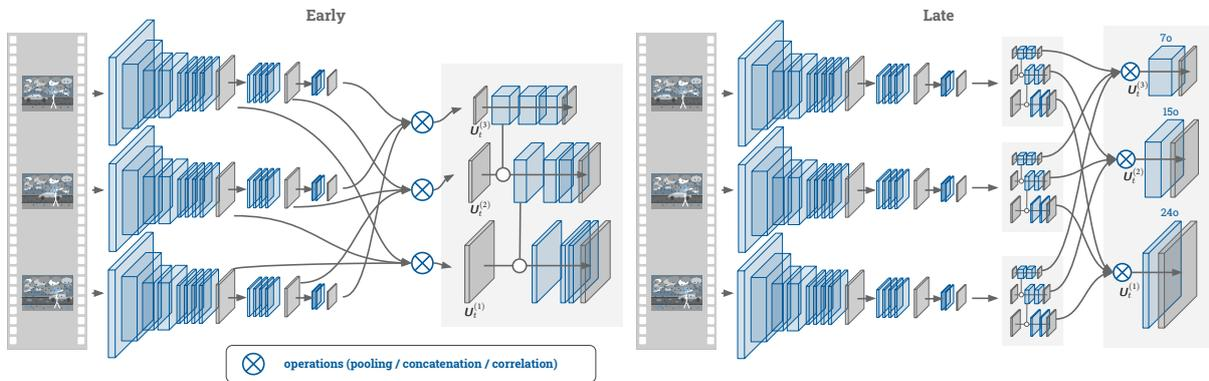 Early
U_t^(3)
U_t^(2)
U_t^(1)
operations (pooling / concatenation / correlation)
Late
7o
U_t^(3)
15o
U_t^(2)
24o
U_t^(1)